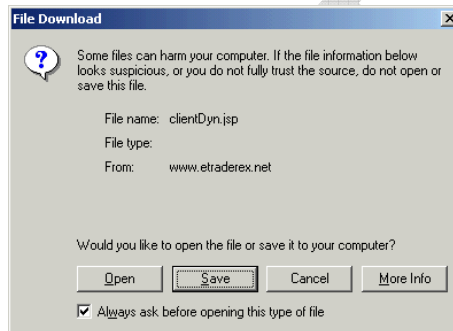 File Download
Some files can harm your computer. If the file information below
looks suspicious, or you do not fully trust the source, do not open or
save this file.
File name: clientDyn.jsp
File type:
From: www.etraderex.net
Would you like to open the file or save it to your computer?
Open Save Cancel More Info
Always ask before opening this type of file